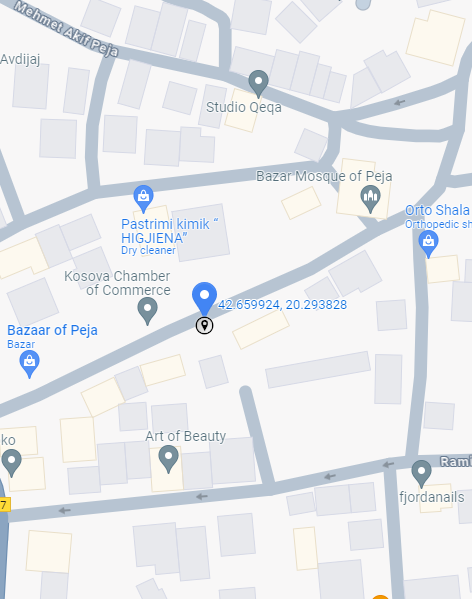 Mehmet Akif Peja
Avdijaj
Studio Qeqa
Bazar Mosque of Peja
Pastrimi kimik “
HIGJIENA”
Dry cleaner
Orto Shala
Orthopedic sh
Kosova Chamber
of Commerce
42.659924, 20.293828
Bazaar of Peja
Bazar
Art of Beauty
ko
Rami
fjordanails
7